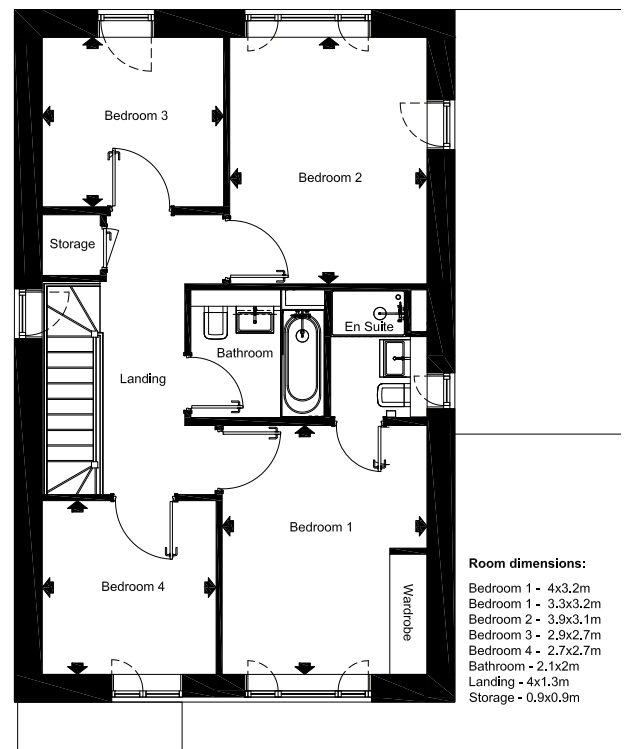 Bedroom 3
Bedroom 2
Storage
En Suite
Bathroom
Landing
Bedroom 1
Bedroom 4
Wardrobe
Room dimensions:
Bedroom 1 - 4x3.2m
Bedroom 1 - 3.3x3.2m
Bedroom 2 - 3.9x3.1m
Bedroom 3 - 2.9x2.7m
Bedroom 4 - 2.7x2.7m
Bathroom - 2.1x2m
Landing - 4x1.3m
Storage - 0.9x0.9m